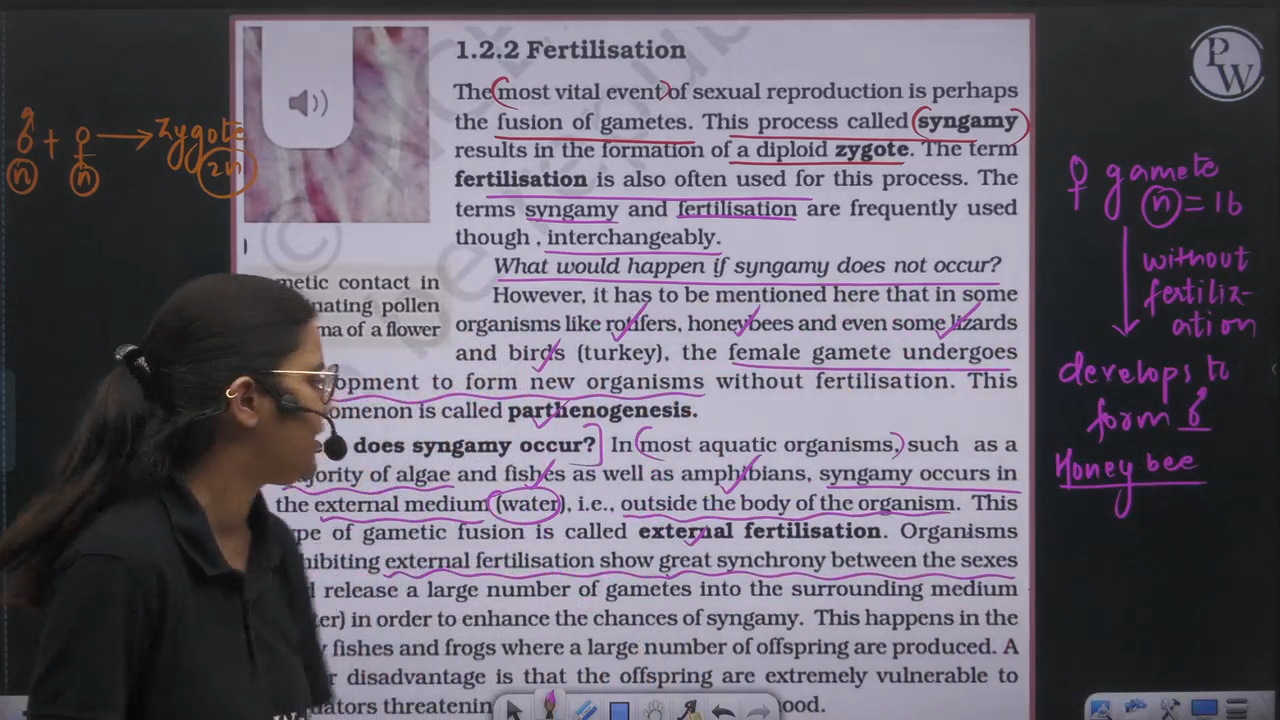 1.2.2 Fertilisation
The most vital event of sexual reproduction is perhaps
the fusion of gametes. This process called syngamy
results in the formation of a diploid zygote. The term
fertilisation is also often used for this process. The
terms syngamy and fertilisation are frequently used
though , interchangeably.
What would happen if syngamy does not occur?
However, it has to be mentioned here that in some
organisms like rotifers, honeybees and even some lizards
and birds (turkey), the female gamete undergoes
opment to form new organisms without fertilisation. This
omenon is called parthenogenesis.
does syngamy occur? In most aquatic organisms, such as a
jority of algae and fishes as well as amphibians, syngamy occurs in
the external medium (water), i.e., outside the body of the organism. This
pe of gametic fusion is called external fertilisation. Organisms
hibiting external fertilisation show great synchrony between the sexes
release a large number of gametes into the surrounding medium
ter) in order to enhance the chances of syngamy. This happens in the
fishes and frogs where a large number of offspring are produced. A
r disadvantage is that the offspring are extremely vulnerable to
ators threatenin ood.
netic contact in
nating pollen
ma of a flower
♂ + ♀ → zygote
n n 2n
PW
♀ gamete
n = 16
without
fertiliz-
ation
develops to
form ♂
Honey bee